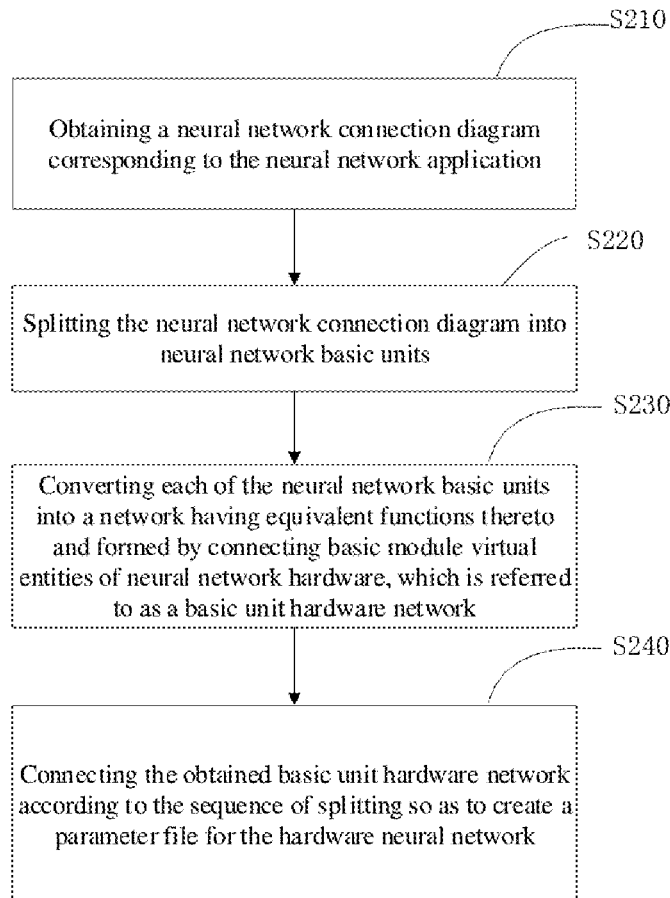 S210
Obtaining a neural network connection diagram
corresponding to the neural network application
S220
Splitting the neural network connection diagram into
neural network basic units
S230
Converting each of the neural network basic units
into a network having equivalent functions thereto
and formed by connecting basic module virtual
entities of neural network hardware, which is referred
to as a basic unit hardware network
S240
Connecting the obtained basic unit hardware network
according to the sequence of splitting so as to create a
parameter file for the hardware neural network